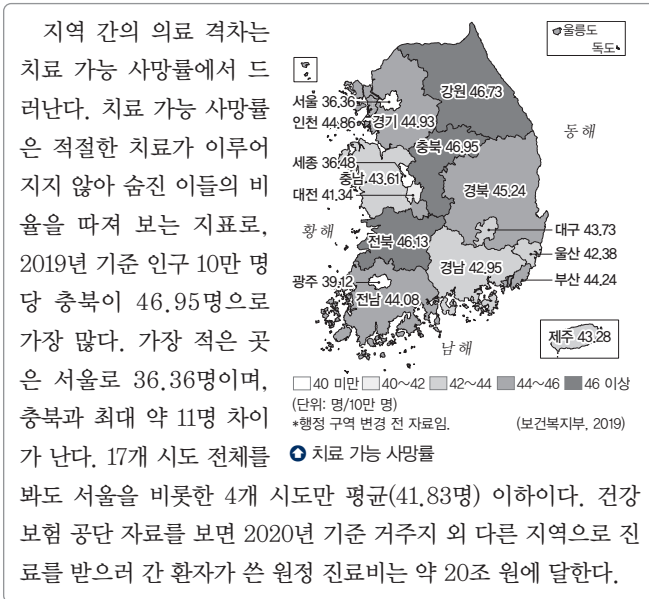 지역 간의 의료 격차는
치료 가능 사망률에서 드
러난다. 치료 가능 사망률
은 적절한 치료가 이루어
지지 않아 숨진 이들의 비
율을 따져 보는 지표로,
2019년 기준 인구 10만 명
당 충북이 46.95명으로
가장 많다. 가장 적은 곳
은 서울로 36.36명이며,
충북과 최대 약 11명 차이
가 난다. 17개 시도 전체를
봐도 서울을 비롯한 4개 시도만 평균(41.83명) 이하이다. 건강
보험 공단 자료를 보면 2020년 기준 거주지 외 다른 지역으로 진
료를 받으러 간 환자가 쓴 원정 진료비는 약 20조 원에 달한다.
울릉도
독도
강원 46.73
서울 36.36
인천 44.86
경기 44.93
동해
충북 46.95
세종 36.48
충남 43.61
대전 41.34
경북 45.24
황해
대구 43.73
전북 46.13
울산 42.38
경남 42.95
부산 44.24
광주 39.12
전남 44.08
제주 43.28
남해
40 미만 40~42 42~44 44~46 46 이상
(단위: 명/10만 명)
*행정 구역 변경 전 자료임. (보건복지부, 2019)
치료 가능 사망률